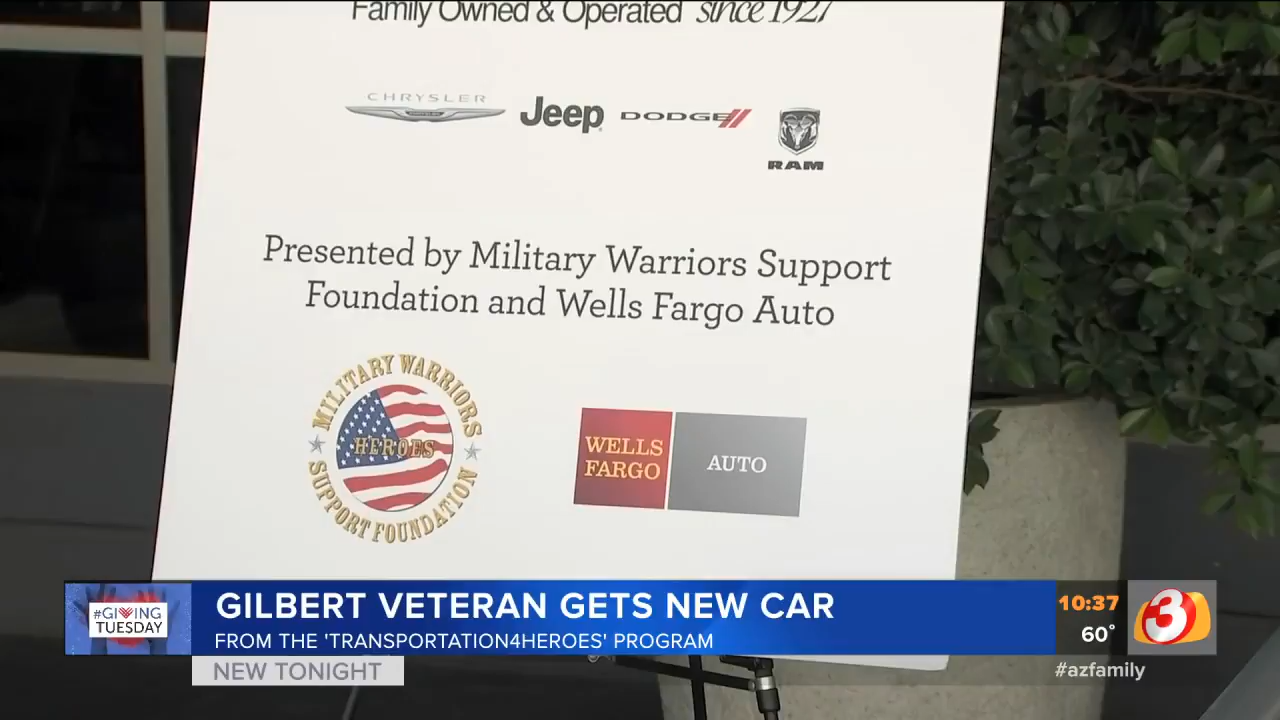 Family Owned & Operated since 1927
CHRYSLER
Jeep
DODGE
RAM
Presented by Military Warriors Support
Foundation and Wells Fargo Auto
MILITARY WARRIORS
HEROES
SUPPORT FOUNDATION
WELLS
FARGO
AUTO
#GIVING
TUESDAY
GILBERT VETERAN GETS NEW CAR
FROM THE 'TRANSPORTATION4HEROES' PROGRAM
NEW TONIGHT
10:37
60°
3
#azfamily